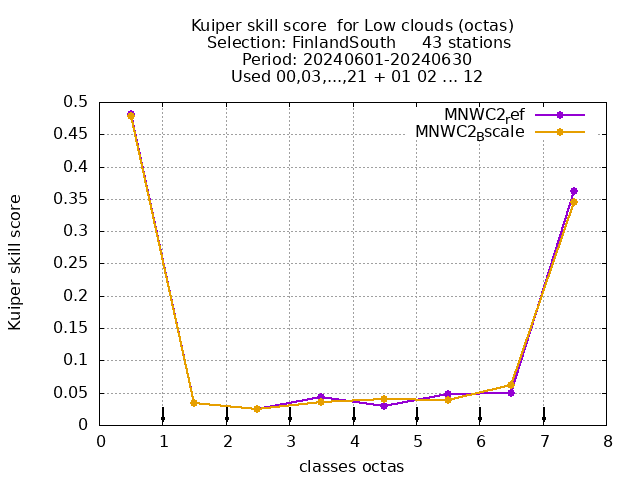 Kuiper skill score  for Low clouds (octas)
Selection: FinlandSouth     43 stations
Period: 20240601-20240630
Used 00,03,...,21 + 01 02 ... 12
MNWC2ref
MNWC2Bscale
0.5
0.45
0.4
0.35
0.3
0.25
0.2
0.15
0.1
0.05
0
Kuiper skill score
0 1 2 3 4 5 6 7 8
classes octas